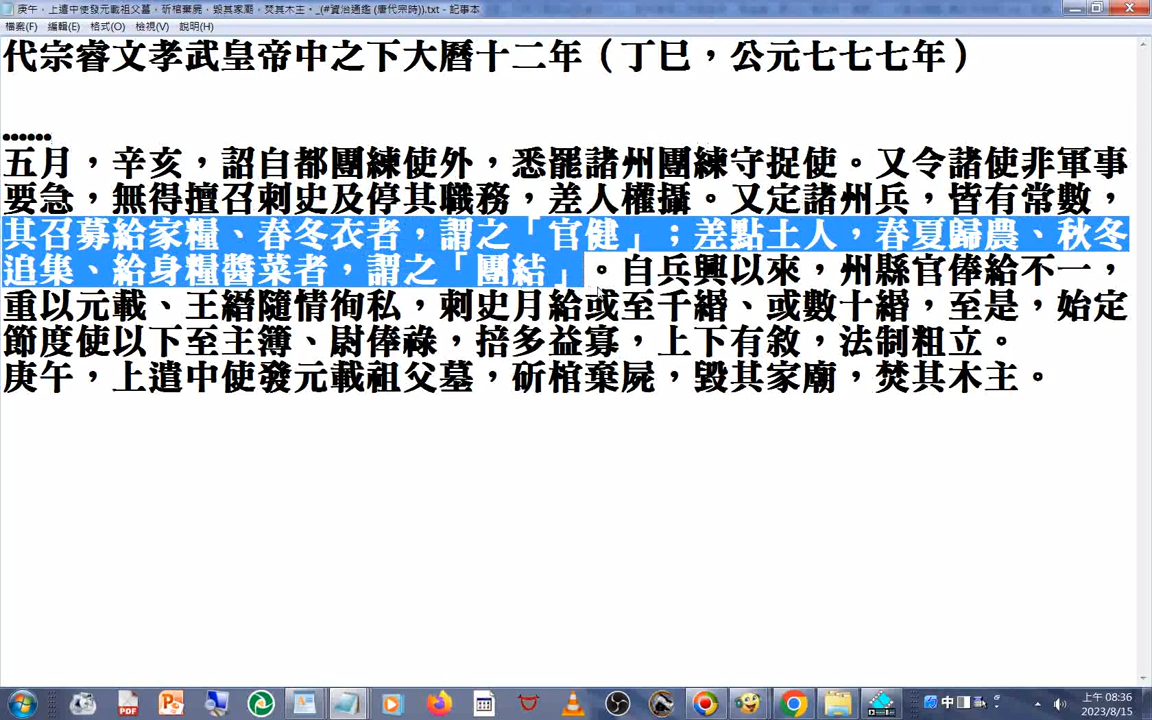 庚午，上遣中使發元載祖父墓，斫棺棄屍，毀其家廟，焚其木主。_(#資治通鑑 (唐代宗時)).txt - 記事本
檔案(F) 編輯(E) 格式(O) 檢視(V) 說明(H)
代宗睿文孝武皇帝中之下大曆十二年（丁巳，公元七七七年）
……
五月，辛亥，詔自都團練使外，悉罷諸州團練守捉使。又令諸使非軍事
要急，無得擅召刺史及停其職務，差人權攝。又定諸州兵，皆有常數，
其召募給家糧、春冬衣者，謂之「官健」；差點土人，春夏歸農、秋冬
追集、給身糧醬菜者，謂之「團結」。自兵興以來，州縣官俸給不一，
重以元載、王縉隨情徇私，刺史月給或至千緡、或數十緡，至是，始定
節度使以下至主簿、尉俸祿，掊多益寡，上下有敘，法制粗立。
庚午，上遣中使發元載祖父墓，斫棺棄屍，毀其家廟，焚其木主。
PDF
中
上午 08:36
2023/8/15